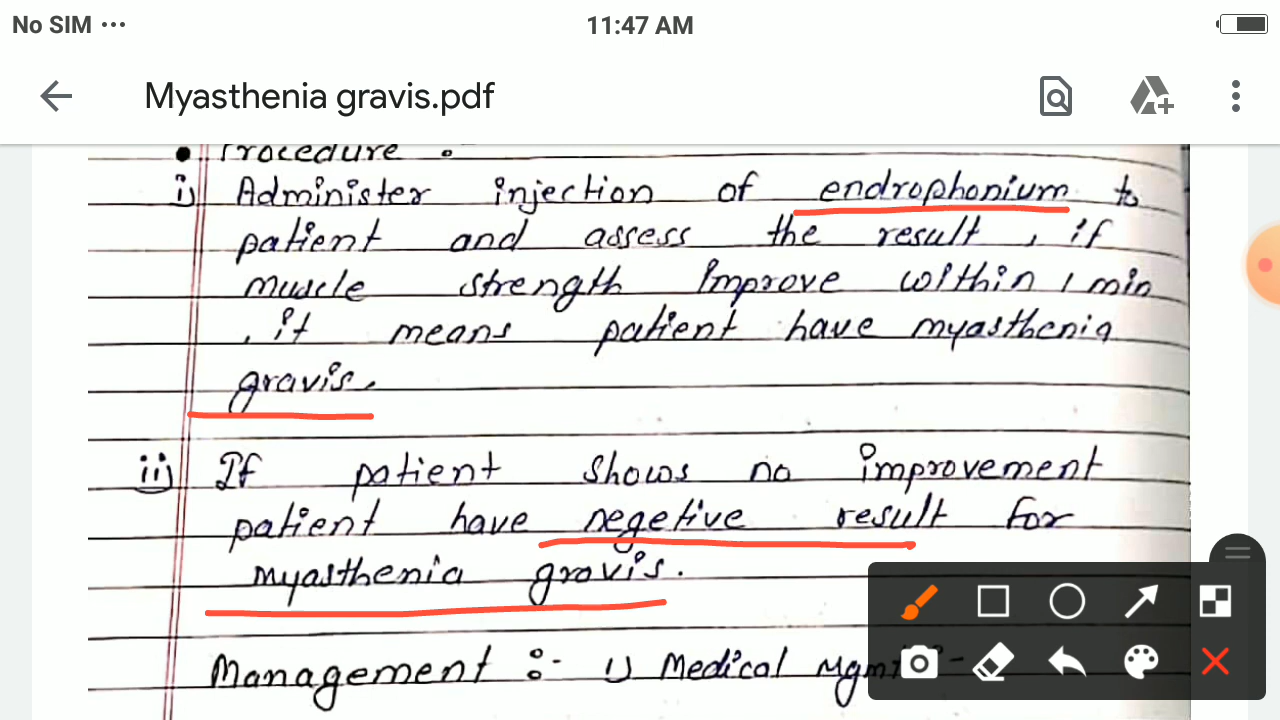 No SIM ...
11:47 AM
Myasthenia gravis.pdf
• Procedure :-
i) Administer injection of endrophonium to
patient and assess the result, if
muscle strength improve within 1 min
, it means patient have myasthenia
gravis.
ii) If patient shows no improvement
patient have negetive result for
myasthenia gravis.
Management :- 1) Medical Mgmt :-